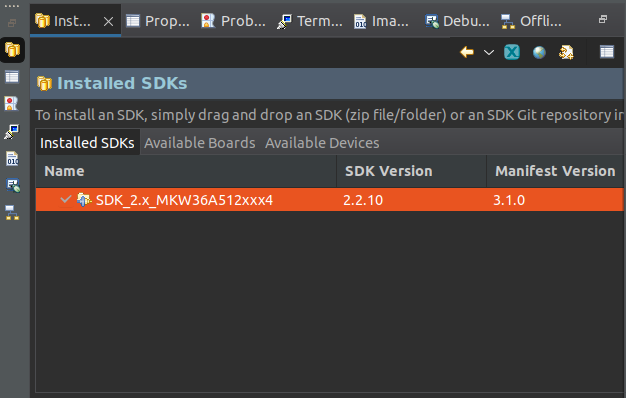 Inst... Prop... Prob... Term... Ima... Debu... Offli...
Installed SDKs
To install an SDK, simply drag and drop an SDK (zip file/folder) or an SDK Git repository in
Installed SDKs Available Boards Available Devices
Name SDK Version Manifest Version
SDK_2.x_MKW36A512xxx4 2.2.10 3.1.0